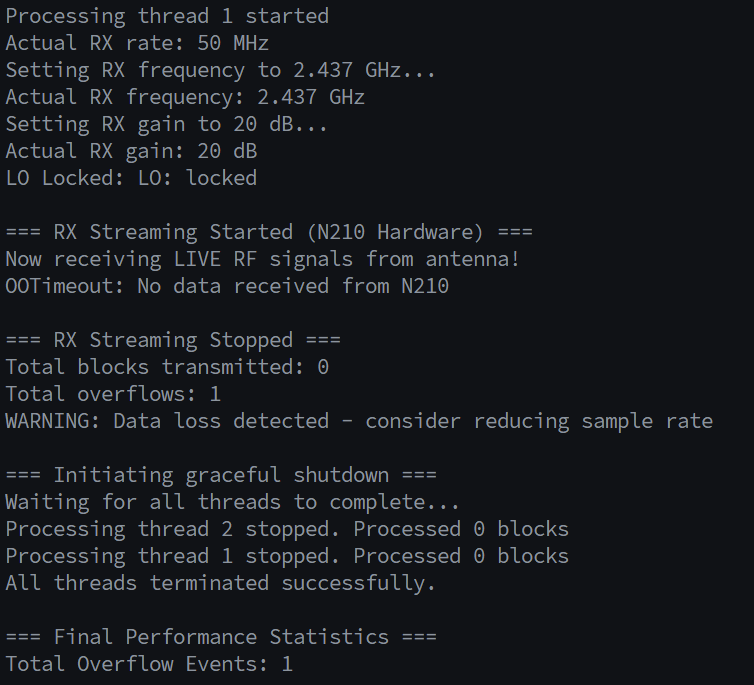 Processing thread 1 started
Actual RX rate: 50 MHz
Setting RX frequency to 2.437 GHz...
Actual RX frequency: 2.437 GHz
Setting RX gain to 20 dB...
Actual RX gain: 20 dB
LO Locked: LO: locked
=== RX Streaming Started (N210 Hardware) ===
Now receiving LIVE RF signals from antenna!
OOTimeout: No data received from N210
=== RX Streaming Stopped ===
Total blocks transmitted: 0
Total overflows: 1
WARNING: Data loss detected - consider reducing sample rate
=== Initiating graceful shutdown ===
Waiting for all threads to complete...
Processing thread 2 stopped. Processed 0 blocks
Processing thread 1 stopped. Processed 0 blocks
All threads terminated successfully.
=== Final Performance Statistics ===
Total Overflow Events: 1